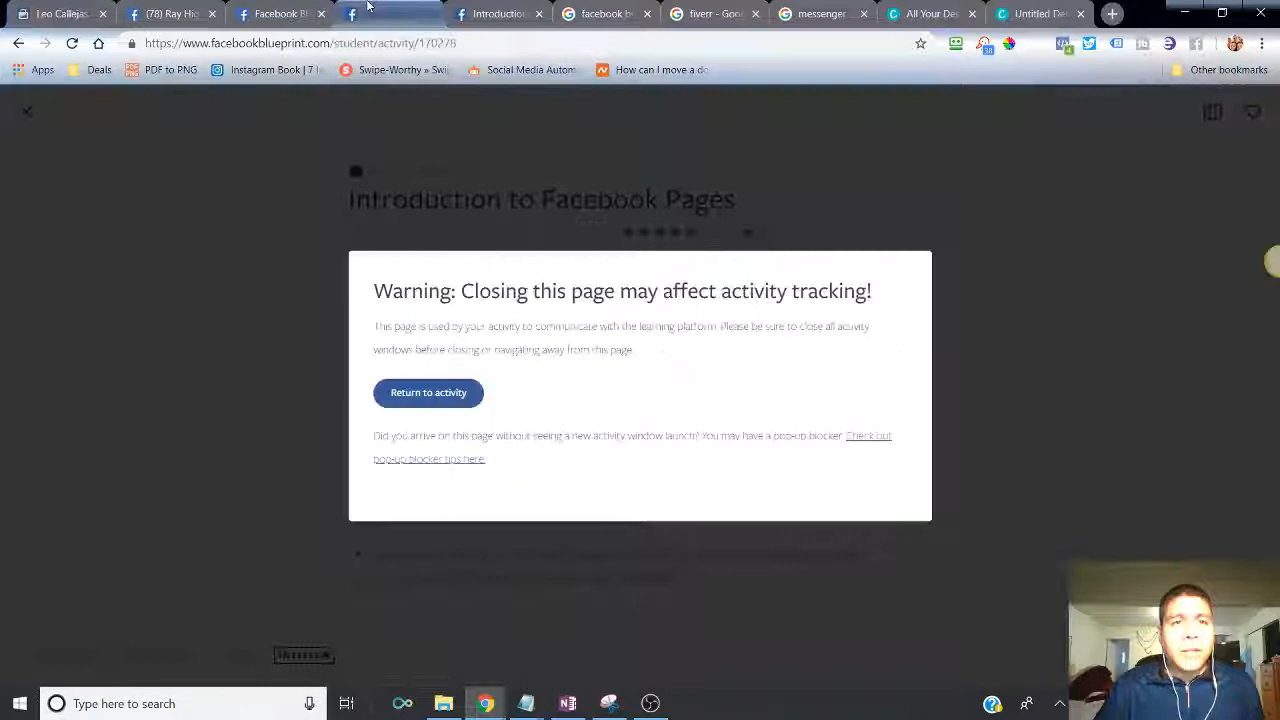 Leo Callejas
(78) Ray Hig
Facebook Bl
Introduction
facebook b
fiverr - Goo
messenger
All Your Des
Untitled Des
https://www.facebookblueprint.com/student/activity/170278
Apps
Deals
PDF to PNG
Instagram Book | 7 I
Swipe-Worthy » Swi
Social Media Autom
How can I move a do
Other bookmarks
Introduction to Facebook Pages
Warning: Closing this page may affect activity tracking!
This page is used by your activity to communicate with the learning platform. Please be sure to close all activity
windows before closing or navigating away from this page.
Return to activity
Did you arrive on this page without seeing a new activity window launch? You may have a pop-up blocker. Check out
pop-up blocker tips here.
Type here to search